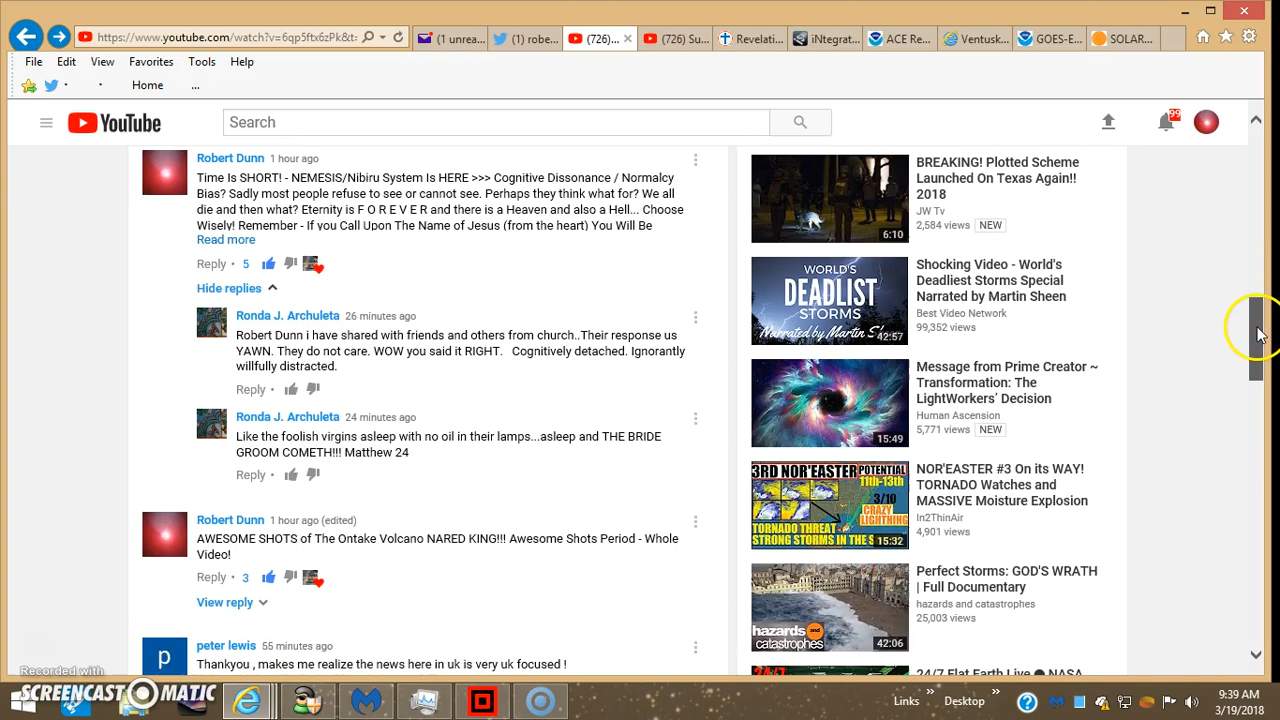 https://www.youtube.com/watch?v=6qp5ftx6zPk&t=
(1 unrea...
(1) robe...
(726)...
(726) Su...
Revelati...
iNtegrat...
ACE Re...
Ventusk...
GOES-E...
SOLAR...
File Edit View Favorites Tools Help
Home ...
YouTube
Search
99
Robert Dunn 1 hour ago
Time Is SHORT! - NEMESIS/Nibiru System Is HERE >>> Cognitive Dissonance / Normalcy
Bias? Sadly most people refuse to see or cannot see. Perhaps they think what for? We all
die and then what? Eternity is F O R E V E R and there is a Heaven and also a Hell... Choose
Wisely! Remember - If you Call Upon The Name of Jesus (from the heart) You Will Be
Read more
Reply · 5
Hide replies
Ronda J. Archuleta 26 minutes ago
Robert Dunn i have shared with friends and others from church..Their response us
YAWN. They do not care. WOW you said it RIGHT. Cognitively detached. Ignorantly
willfully distracted.
Reply ·
Ronda J. Archuleta 24 minutes ago
Like the foolish virgins asleep with no oil in their lamps...asleep and THE BRIDE
GROOM COMETH!!! Matthew 24
Reply ·
Robert Dunn 1 hour ago (edited)
AWESOME SHOTS of The Ontake Volcano NARED KING!!! Awesome Shots Period - Whole
Video!
Reply · 3
View reply
p
peter lewis 55 minutes ago
Thankyou , makes me realize the news here in uk is very uk focused !
6:10
BREAKING! Plotted Scheme
Launched On Texas Again!!
2018
JW Tv
2,584 views NEW
WORLD'S
DEADLIEST
STORMS
Narrated by Martin Sheen
42:57
Shocking Video - World's
Deadliest Storms Special
Narrated by Martin Sheen
Best Video Network
99,352 views
15:49
Message from Prime Creator ~
Transformation: The
LightWorkers' Decision
Human Ascension
5,771 views NEW
3RD NOR'EASTER POTENTIAL
11th-13th
3/10
CRAZY
LIGHTNING
TORNADO THREAT
STRONG STORMS IN THE S
15:32
NOR'EASTER #3 On its WAY!
TORNADO Watches and
MASSIVE Moisture Explosion
In2ThinAir
4,901 views
hazards and
catastrophes
42:06
Perfect Storms: GOD'S WRATH
| Full Documentary
hazards and catastrophes
25,003 views
24/7 Flat Earth Live ● NASA
Recorded with
SCREENCAST MATIC
Links » Desktop »
9:39 AM
3/19/2018